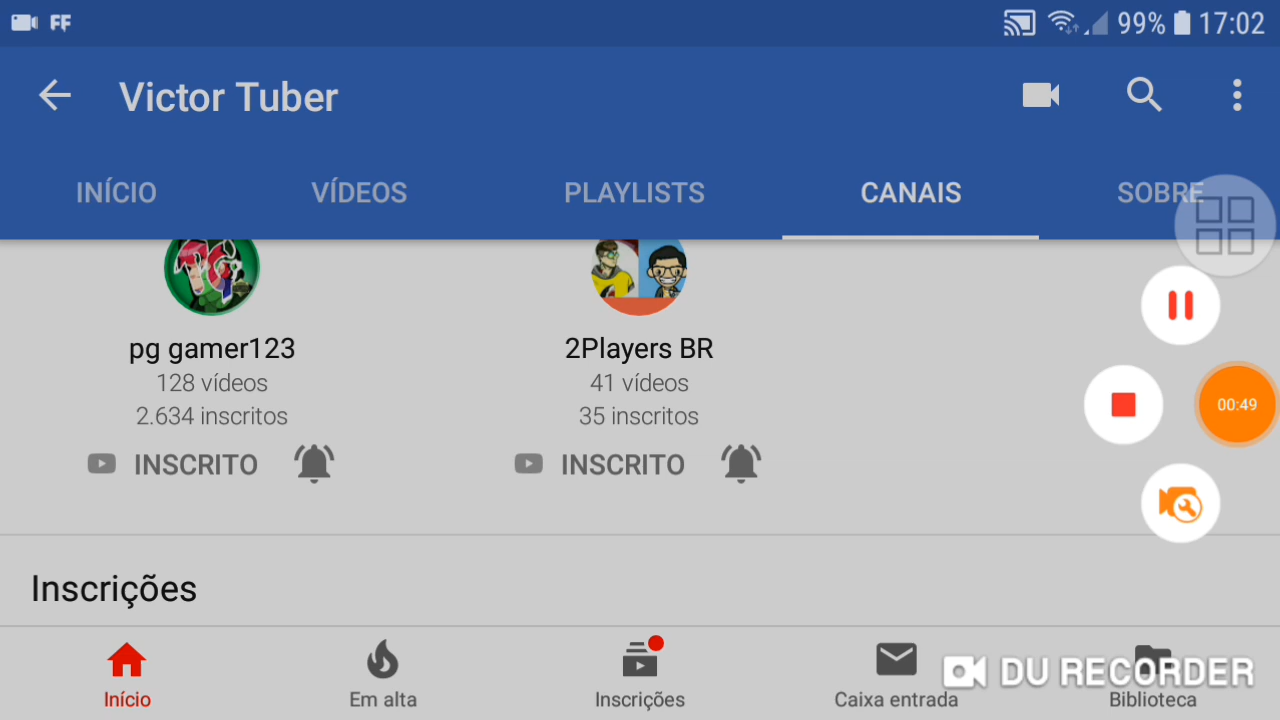 FF 99% 17:02
Victor Tuber
INÍCIO VÍDEOS PLAYLISTS CANAIS SOBRE
pg gamer123 2Players BR
128 vídeos 41 vídeos
2.634 inscritos 35 inscritos
INSCRITO INSCRITO
00:49
Inscrições
Início Em alta Inscrições Caixa entrada Biblioteca
DU RECORDER